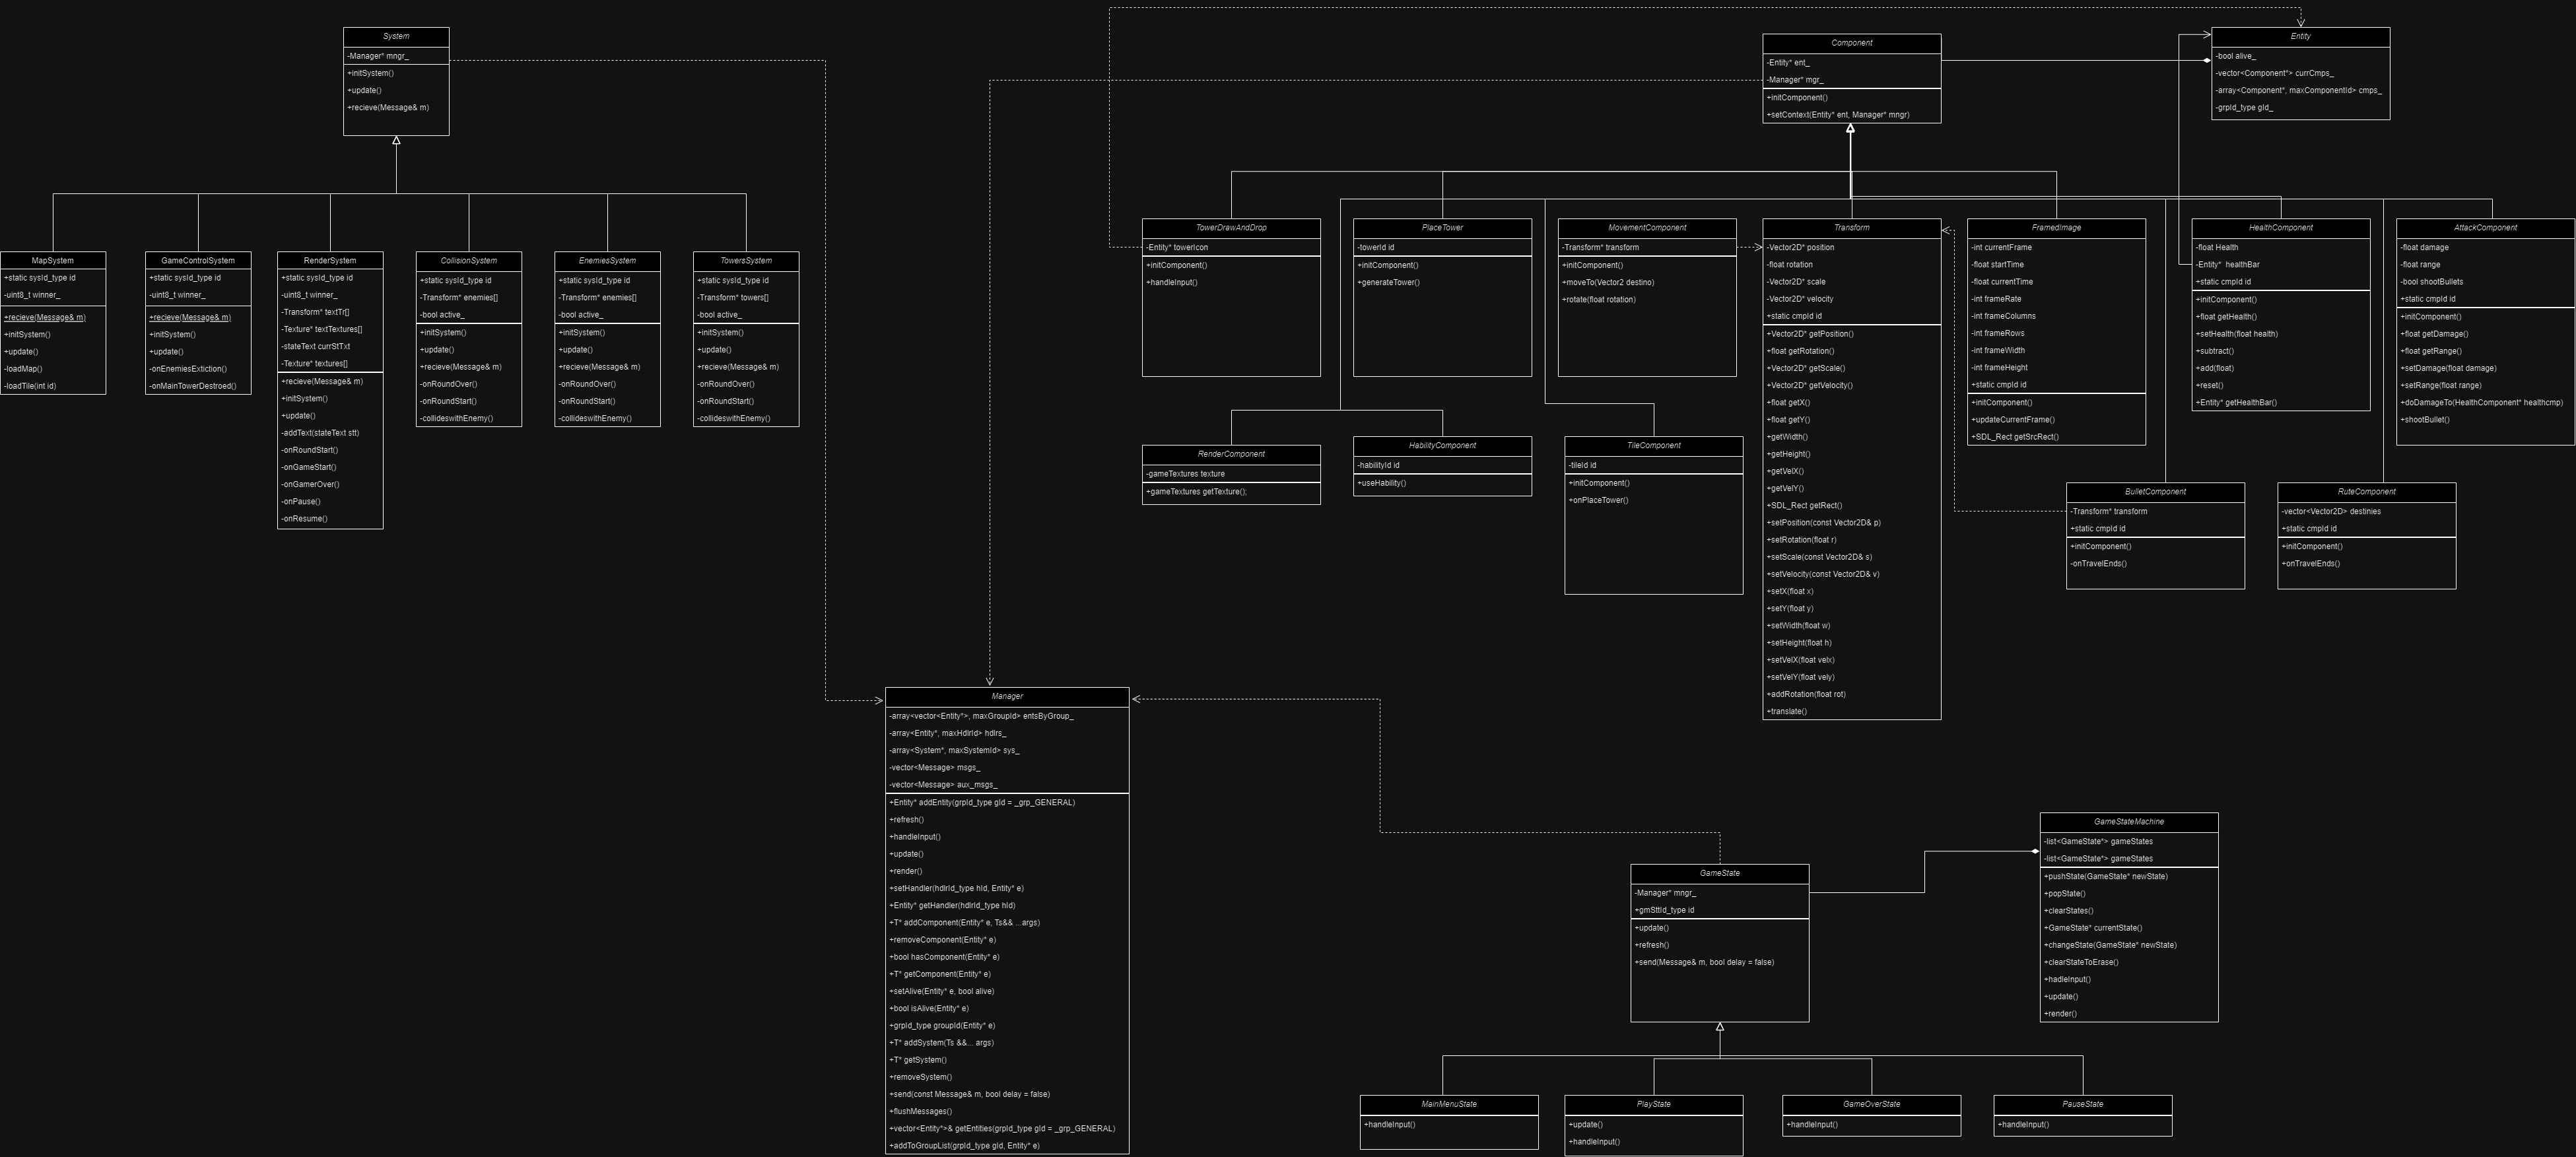 System
-Manager* mngr_
+initSystem()
+update()
+recieve(Message& m)
MapSystem
+static sysId_type id
-uint8_t winner_
+recieve(Message& m)
+initSystem()
+update()
-loadMap()
-loadTile(int id)
GameControlSystem
+static sysId_type id
-uint8_t winner_
+recieve(Message& m)
+initSystem()
+update()
-onEnemiesExtiction()
-onMainTowerDestroed()
RenderSystem
+static sysId_type id
-uint8_t winner_
-Transform* textTr[]
-Texture* textTextures[]
-stateText currStTxt
-Texture* textures[]
+recieve(Message& m)
+initSystem()
+update()
-addText(stateText stt)
-onRoundStart()
-onGameStart()
-onGamerOver()
-onPause()
-onResume()
CollisionSystem
+static sysId_type id
-Transform* enemies[]
-bool active_
+initSystem()
+update()
+recieve(Message& m)
-onRoundOver()
-onRoundStart()
-collideswithEnemy()
EnemiesSystem
+static sysId_type id
-Transform* enemies[]
-bool active_
+initSystem()
+update()
+recieve(Message& m)
-onRoundOver()
-onRoundStart()
-collideswithEnemy()
TowersSystem
+static sysId_type id
-Transform* towers[]
-bool active_
+initSystem()
+update()
+recieve(Message& m)
-onRoundOver()
-onRoundStart()
-collideswithEnemy()
Component
-Entity* ent_
-Manager* mgr_
+initComponent()
+setContext(Entity* ent, Manager* mngr)
Entity
-bool alive_
-vector<Component*> currCmps_
-array<Component*, maxComponentId> cmps_
-grpId_type gId_
TowerDrawAndDrop
-Entity* towerIcon
+initComponent()
+handleInput()
PlaceTower
-towerId id
+initComponent()
+generateTower()
MovementComponent
-Transform* transform
+initComponent()
+moveTo(Vector2 destino)
+rotate(float rotation)
Transform
-Vector2D* position
-float rotation
-Vector2D* scale
-Vector2D* velocity
+static cmpId id
+Vector2D* getPosition()
+float getRotation()
+Vector2D* getScale()
+Vector2D* getVelocity()
+float getX()
+float getY()
+getWidth()
+getHeight()
+getVelX()
+getVelY()
+SDL_Rect getRect()
+setPosition(const Vector2D& p)
+setRotation(float r)
+setScale(const Vector2D& s)
+setVelocity(const Vector2D& v)
+setX(float x)
+setY(float y)
+setWidth(float w)
+setHeight(float h)
+setVelX(float velx)
+setVelY(float vely)
+addRotation(float rot)
+translate()
FramedImage
-int currentFrame
-float startTime
-float currentTime
-int frameRate
-int frameColumns
-int frameRows
-int frameWidth
-int frameHeight
+static cmpId id
+initComponent()
+updateCurrentFrame()
+SDL_Rect getSrcRect()
HealthComponent
-float Health
-Entity* healthBar
+static cmpId id
+initComponent()
+float getHealth()
+setHealth(float health)
+subtract()
+add(float)
+reset()
+Entity* getHealthBar()
AttackComponent
-float damage
-float range
-bool shootBullets
+static cmpId id
+initComponent()
+float getDamage()
+float getRange()
+setDamage(float damage)
+setRange(float range)
+doDamageTo(HealthComponent* healthcmp)
+shootBullet()
RenderComponent
-gameTextures texture
+gameTextures getTexture();
HabilityComponent
-habilityId id
+useHability()
TileComponent
-tileId id
+initComponent()
+onPlaceTower()
BulletComponent
-Transform* transform
+static cmpId id
+initComponent()
-onTravelEnds()
RuteComponent
-vector<Vector2D> destinies
+static cmpId id
+initComponent()
+onTravelEnds()
Manager
-array<vector<Entity*>, maxGroupId> entsByGroup_
-array<Entity*, maxHdlrId> hdlrs_
-array<System*, maxSystemId> sys_
-vector<Message> msgs_
-vector<Message> aux_msgs_
+Entity* addEntity(grpId_type gId = _grp_GENERAL)
+refresh()
+handleInput()
+update()
+render()
+setHandler(hdlrId_type hId, Entity* e)
+Entity* getHandler(hdlrId_type hId)
+T* addComponent(Entity* e, Ts&& ...args)
+removeComponent(Entity* e)
+bool hasComponent(Entity* e)
+T* getComponent(Entity* e)
+setAlive(Entity* e, bool alive)
+bool isAlive(Entity* e)
+grpId_type groupId(Entity* e)
+T* addSystem(Ts &&... args)
+T* getSystem()
+removeSystem()
+send(const Message& m, bool delay = false)
+flushMessages()
+vector<Entity*>& getEntities(grpId_type gId = _grp_GENERAL)
+addToGroupList(grpId_type gId, Entity* e)
GameState
-Manager* mngr_
+gmSttId_type id
+update()
+refresh()
+send(Message& m, bool delay = false)
GameStateMachine
-list<GameState*> gameStates
-list<GameState*> gameStates
+pushState(GameState* newState)
+popState()
+clearStates()
+GameState* currentState()
+changeState(GameState* newState)
+clearStateToErase()
+hadleInput()
+update()
+render()
MainMenuState
+handleInput()
PlayState
+update()
+handleInput()
GameOverState
+handleInput()
PauseState
+handleInput()